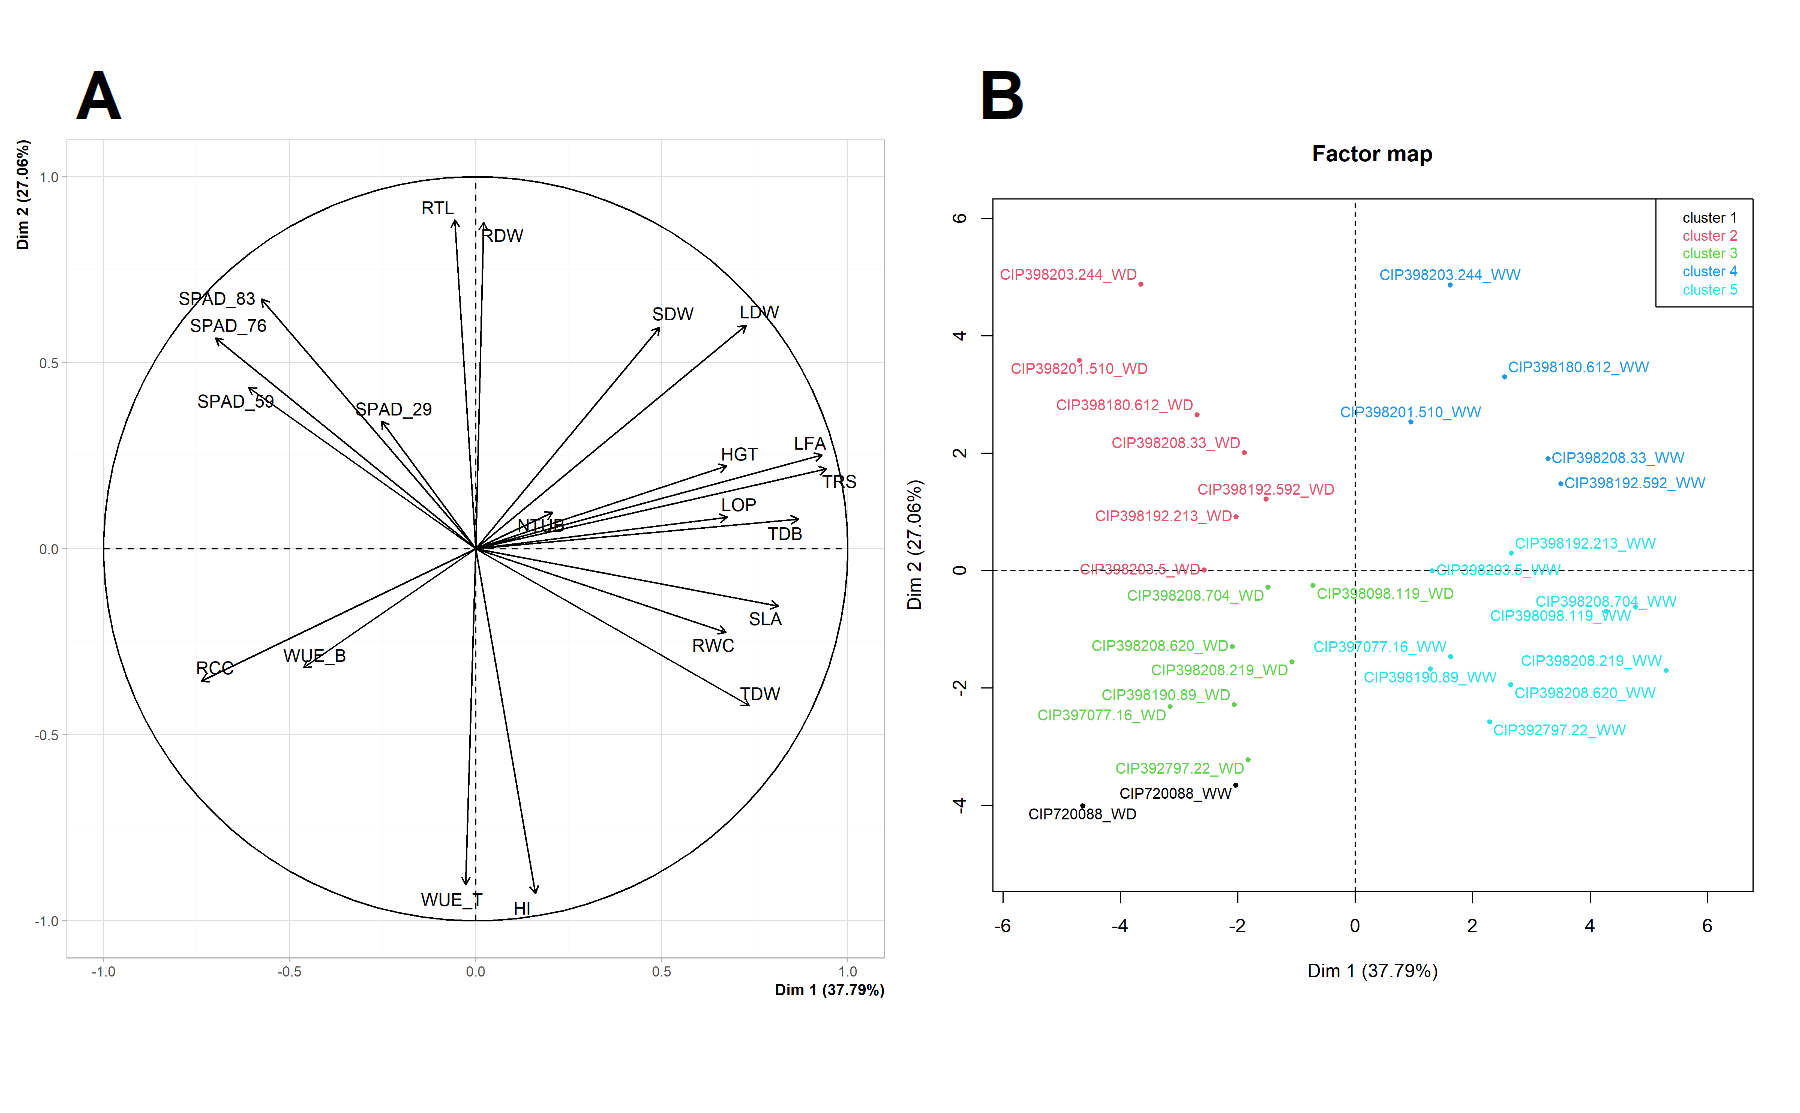 A
Dim 2 (27.06%)
1.0
0.5
0.0
-0.5
-1.0
RTL
RDW
SPAD_83
SPAD_76
SDW
LDW
SPAD_59
SPAD_29
HGT
LFA
TRS
LOP
NTUB
TDB
SLA
RWC
WUE_B
RCC
TDW
WUE_T
HI
-1.0
-0.5
0.0
0.5
1.0
Dim 1 (37.79%)
B
Factor map
Dim 2 (27.06%)
6
4
2
0
-2
-4
cluster 1
cluster 2
cluster 3
cluster 4
cluster 5
CIP398203.244_WD
CIP398203.244_WW
CIP398201.510_WD
CIP398180.612_WW
CIP398180.612_WD
CIP398201.510_WW
CIP398208.33_WD
CIP398208.33_WW
CIP398192.592_WD
CIP398192.592_WW
CIP398192.213_WD
CIP398192.213_WW
CIP398203.5_WD
CIP398203.5_WW
CIP398208.704_WD
CIP398098.119_WD
CIP398208.704_WW
CIP398098.119_WW
CIP398208.620_WD
CIP397077.16_WW
CIP398208.219_WD
CIP398208.219_WW
CIP398190.89_WW
CIP398190.89_WD
CIP398208.620_WW
CIP397077.16_WD
CIP392797.22_WW
CIP392797.22_WD
CIP720088_WW
CIP720088_WD
-6
-4
-2
0
2
4
6
Dim 1 (37.79%)